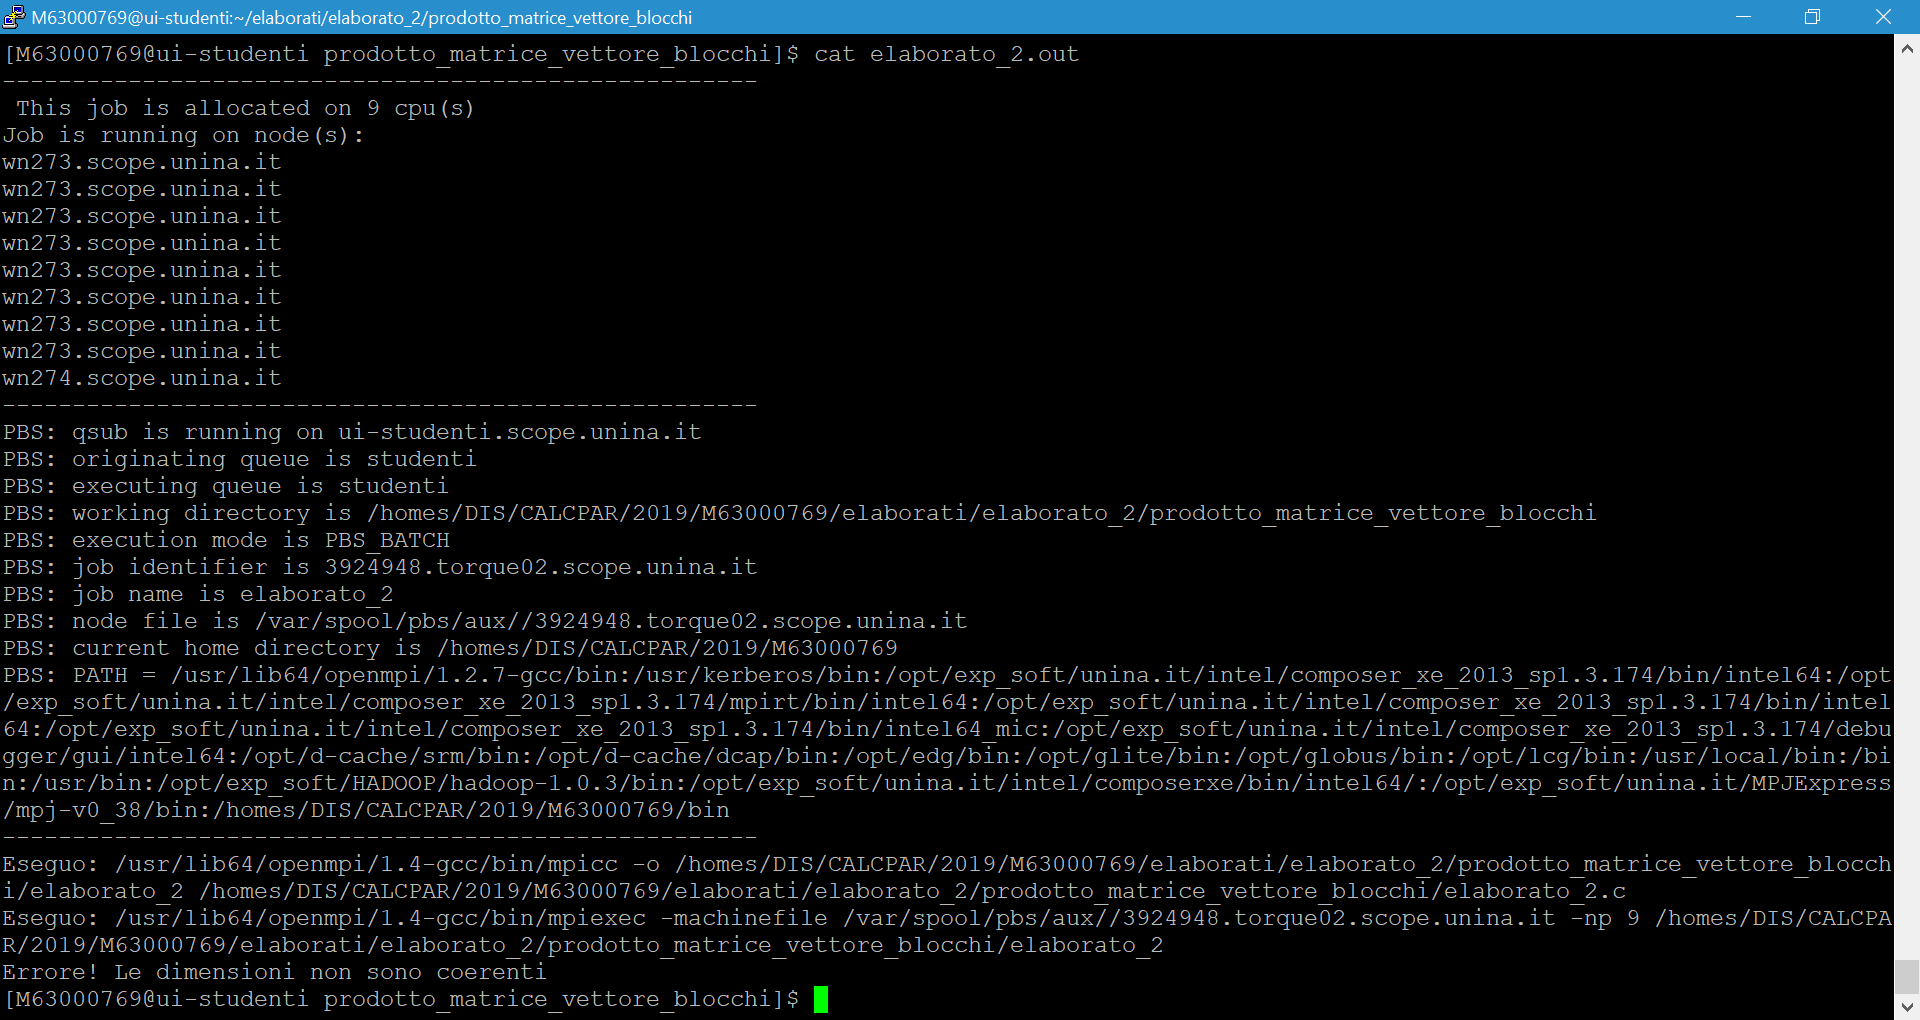 M63000769@ui-studenti:~/elaborati/elaborato_2/prodotto_matrice_vettore_blocchi
[M63000769@ui-studenti prodotto_matrice_vettore_blocchi]$ cat elaborato_2.out
------------------------------------------------------
 This job is allocated on 9 cpu(s)
Job is running on node(s):
wn273.scope.unina.it
wn273.scope.unina.it
wn273.scope.unina.it
wn273.scope.unina.it
wn273.scope.unina.it
wn273.scope.unina.it
wn273.scope.unina.it
wn273.scope.unina.it
wn274.scope.unina.it
------------------------------------------------------
PBS: qsub is running on ui-studenti.scope.unina.it
PBS: originating queue is studenti
PBS: executing queue is studenti
PBS: working directory is /homes/DIS/CALCPAR/2019/M63000769/elaborati/elaborato_2/prodotto_matrice_vettore_blocchi
PBS: execution mode is PBS_BATCH
PBS: job identifier is 3924948.torque02.scope.unina.it
PBS: job name is elaborato_2
PBS: node file is /var/spool/pbs/aux//3924948.torque02.scope.unina.it
PBS: current home directory is /homes/DIS/CALCPAR/2019/M63000769
PBS: PATH = /usr/lib64/openmpi/1.2.7-gcc/bin:/usr/kerberos/bin:/opt/exp_soft/unina.it/intel/composer_xe_2013_sp1.3.174/bin/intel64:/opt
/exp_soft/unina.it/intel/composer_xe_2013_sp1.3.174/mpirt/bin/intel64:/opt/exp_soft/unina.it/intel/composer_xe_2013_sp1.3.174/bin/intel
64:/opt/exp_soft/unina.it/intel/composer_xe_2013_sp1.3.174/bin/intel64_mic:/opt/exp_soft/unina.it/intel/composer_xe_2013_sp1.3.174/debu
gger/gui/intel64:/opt/d-cache/srm/bin:/opt/d-cache/dcap/bin:/opt/edg/bin:/opt/glite/bin:/opt/globus/bin:/opt/lcg/bin:/usr/local/bin:/bi
n:/usr/bin:/opt/exp_soft/HADOOP/hadoop-1.0.3/bin:/opt/exp_soft/unina.it/intel/composerxe/bin/intel64/:/opt/exp_soft/unina.it/MPJExpress
/mpj-v0_38/bin:/homes/DIS/CALCPAR/2019/M63000769/bin
------------------------------------------------------
Eseguo: /usr/lib64/openmpi/1.4-gcc/bin/mpicc -o /homes/DIS/CALCPAR/2019/M63000769/elaborati/elaborato_2/prodotto_matrice_vettore_blocch
i/elaborato_2 /homes/DIS/CALCPAR/2019/M63000769/elaborati/elaborato_2/prodotto_matrice_vettore_blocchi/elaborato_2.c
Eseguo: /usr/lib64/openmpi/1.4-gcc/bin/mpiexec -machinefile /var/spool/pbs/aux//3924948.torque02.scope.unina.it -np 9 /homes/DIS/CALCPA
R/2019/M63000769/elaborati/elaborato_2/prodotto_matrice_vettore_blocchi/elaborato_2
Errore! Le dimensioni non sono coerenti
[M63000769@ui-studenti prodotto_matrice_vettore_blocchi]$